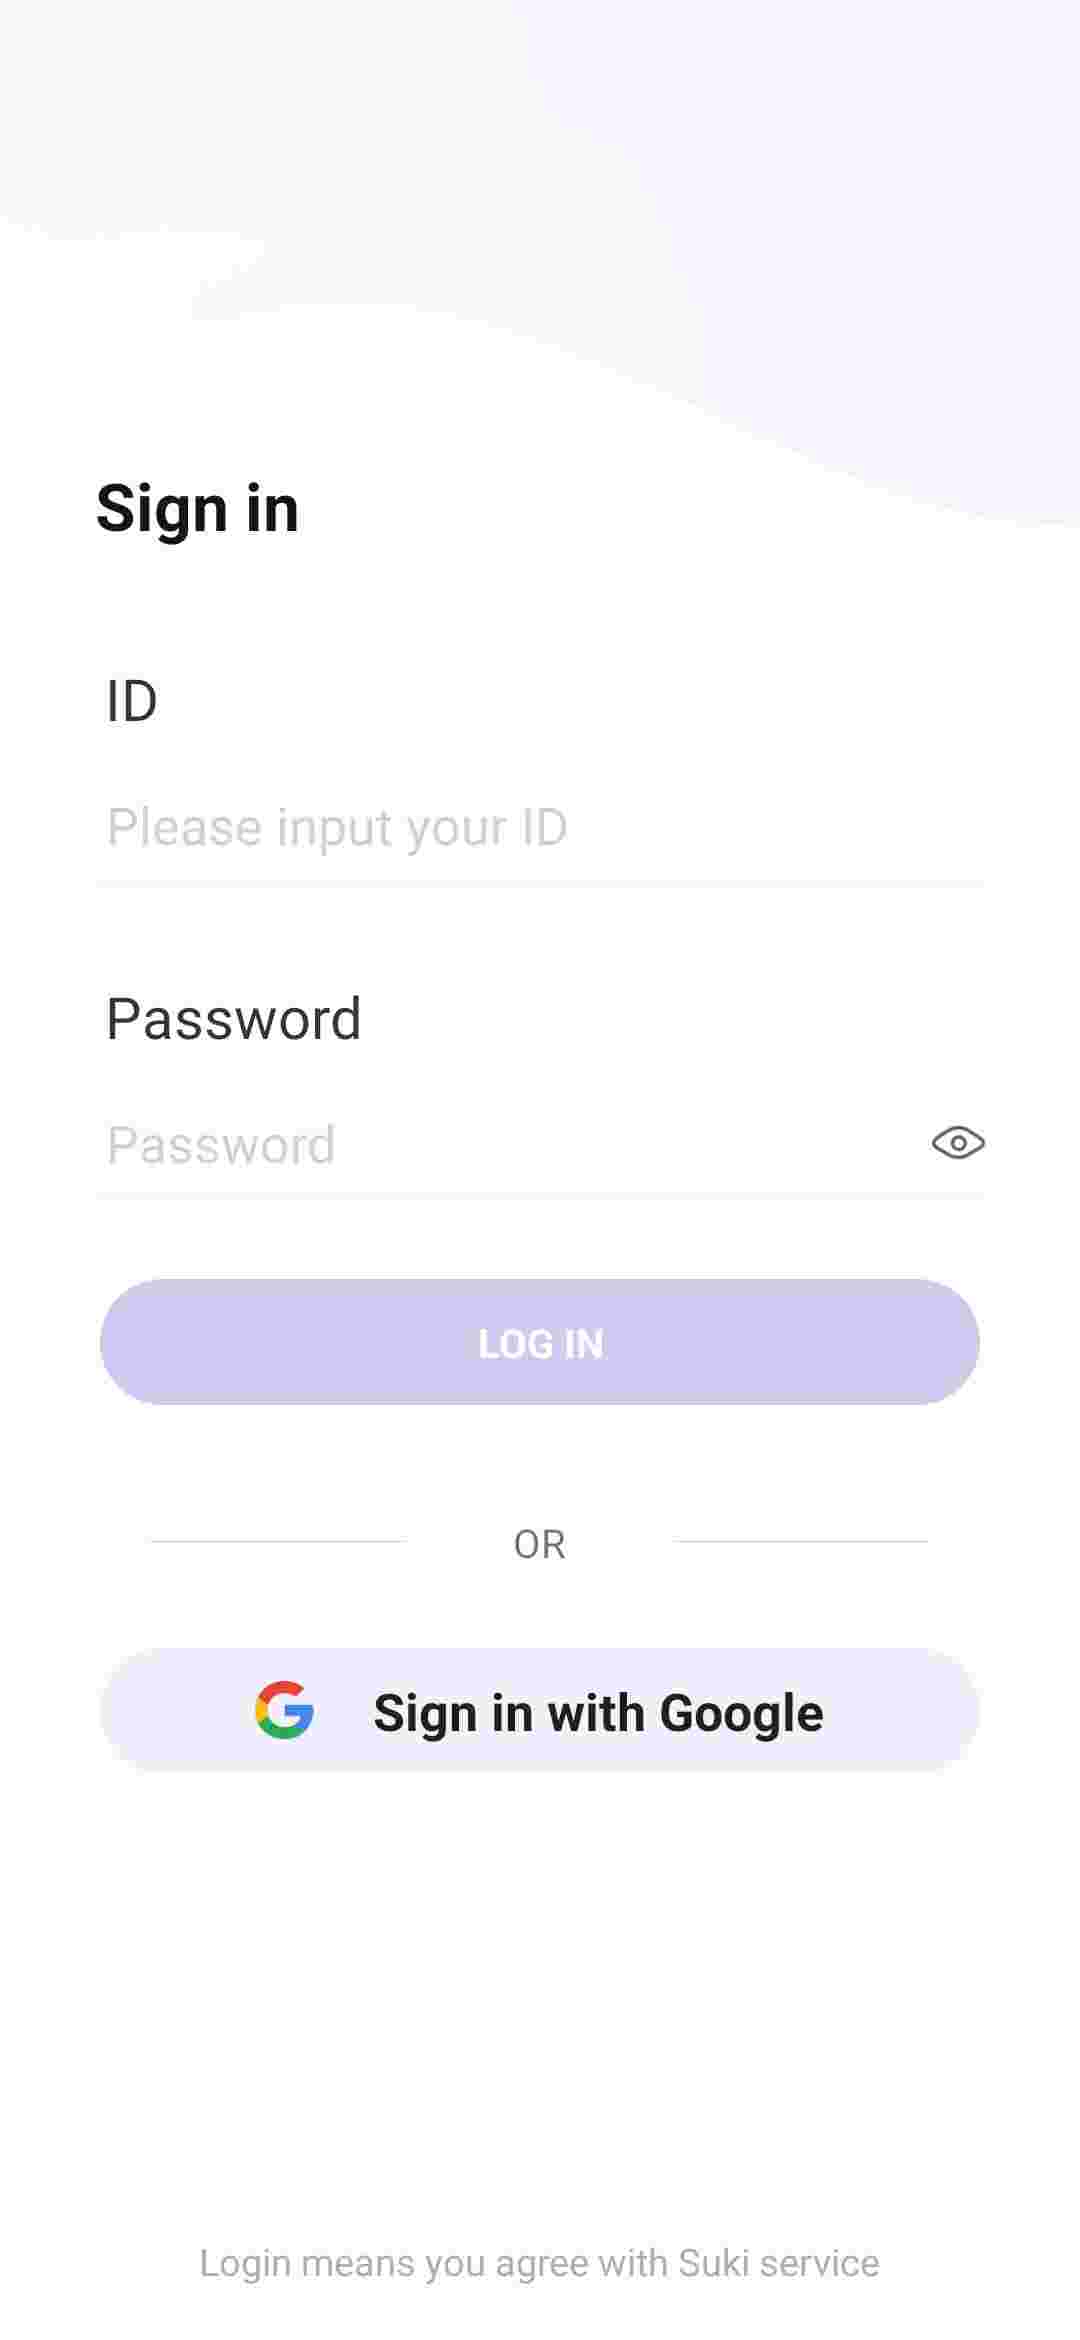 Sign in
ID
Please input your ID
Password
Password
LOG IN
OR
Sign in with Google
Login means you agree with Suki service